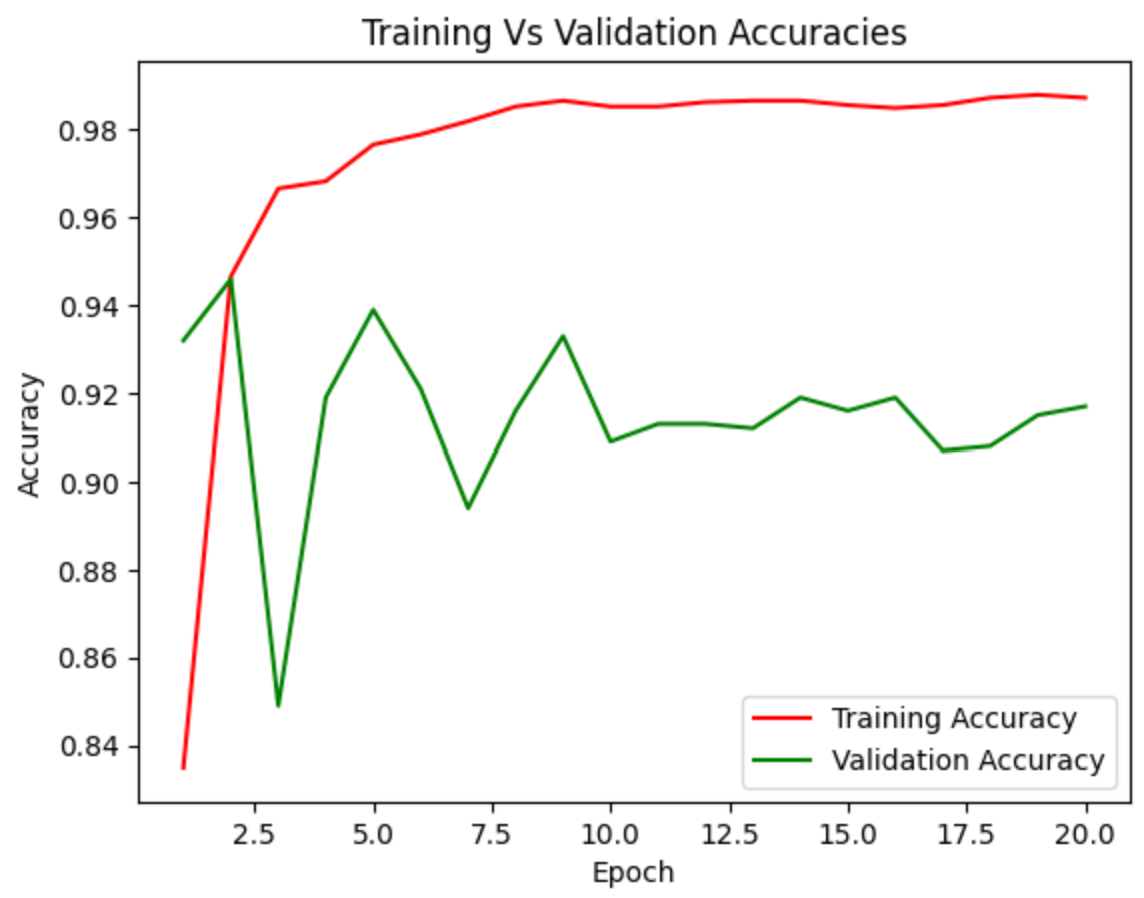 Training Vs Validation Accuracies
0.98
0.96
0.94
0.92
0.90
0.88
0.86
0.84
Accuracy
Training Accuracy
Validation Accuracy
2.5 5.0 7.5 10.0 12.5 15.0 17.5 20.0
Epoch